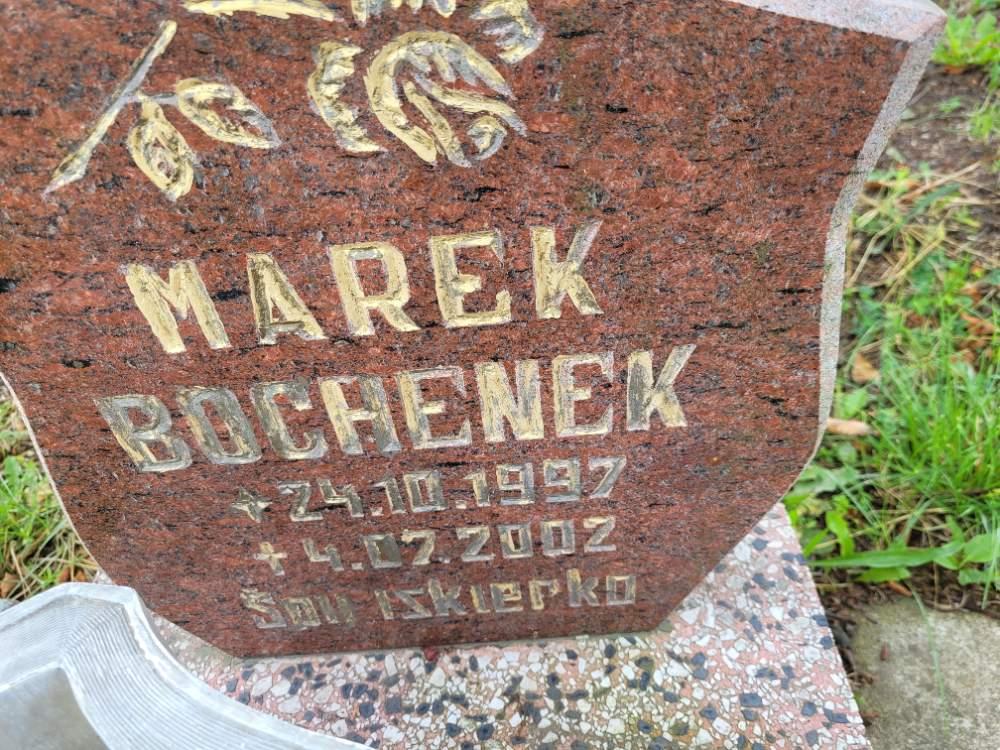 MAREK
BOCHENEK
* 24.10.1997
+ 4.07.2002
Śpij iskierko